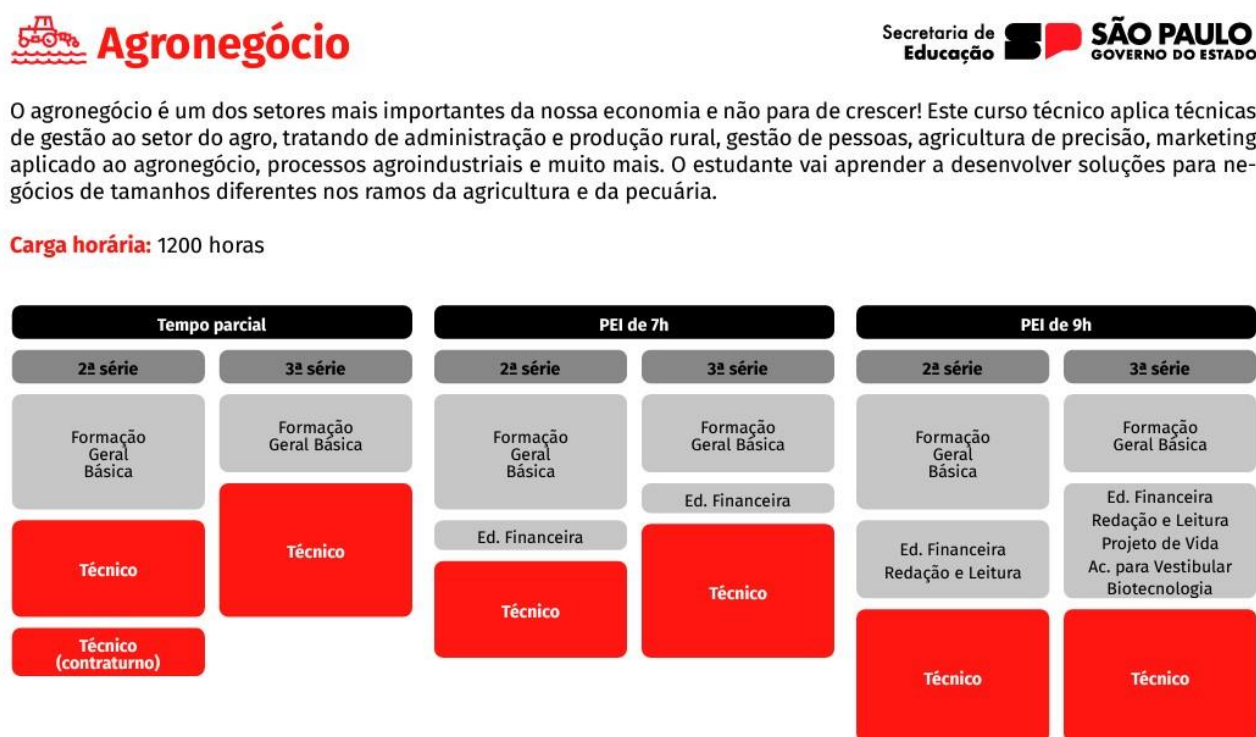 Agronegócio
Secretaria de
Educação
SÃO PAULO
GOVERNO DO ESTADO
O agronegócio é um dos setores mais importantes da nossa economia e não para de crescer! Este curso técnico aplica técnicas
de gestão ao setor do agro, tratando de administração e produção rural, gestão de pessoas, agricultura de precisão, marketing
aplicado ao agronegócio, processos agroindustriais e muito mais. O estudante vai aprender a desenvolver soluções para ne-
gócios de tamanhos diferentes nos ramos da agricultura e da pecuária.
Carga horária: 1200 horas
Tempo parcial
2ª série
Formação
Geral
Básica
Técnico
Técnico
(contraturno)
3ª série
Formação
Geral Básica
Técnico
PEI de 7h
2ª série
Formação
Geral
Básica
Ed. Financeira
Técnico
3ª série
Formação
Geral Básica
Ed. Financeira
Técnico
PEI de 9h
2ª série
Formação
Geral
Básica
Ed. Financeira
Redação e Leitura
Técnico
3ª série
Formação
Geral Básica
Ed. Financeira
Redação e Leitura
Projeto de Vida
Ac. para Vestibular
Biotecnologia
Técnico